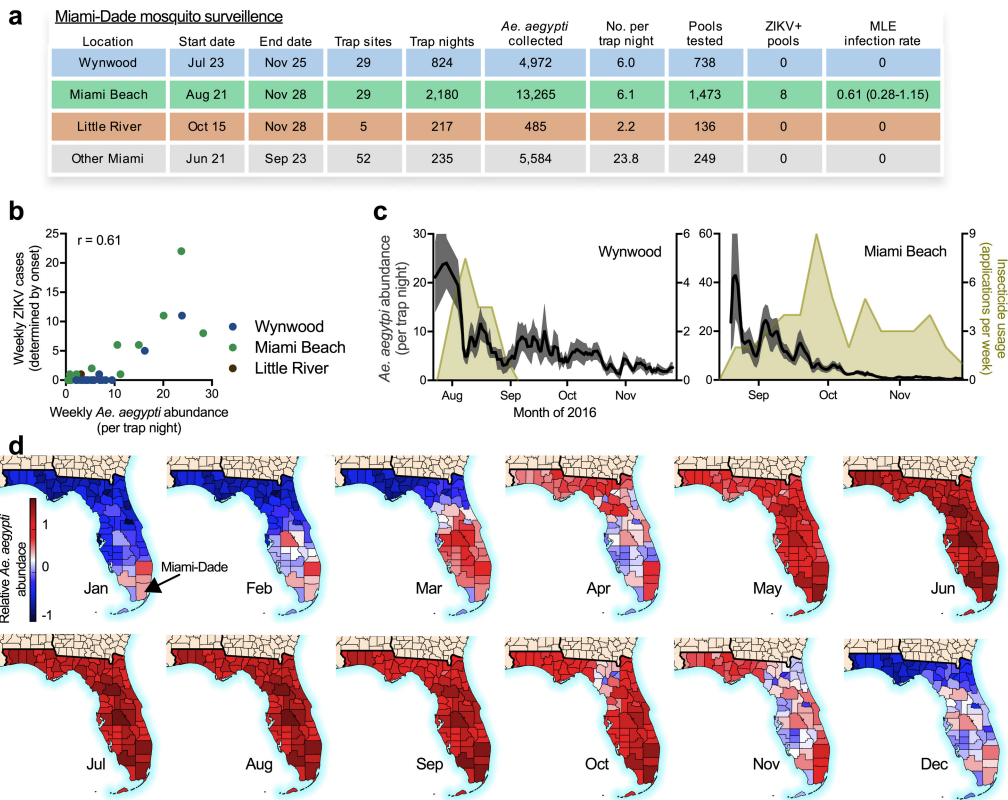 a
Miami-Dade mosquito surveillence
Location Start date End date Trap sites Trap nights Ae. aegypti collected No. per trap night Pools tested ZIKV+ pools MLE infection rate
Wynwood Jul 23 Nov 25 29 824 4,972 6.0 738 0 0
Miami Beach Aug 21 Nov 28 29 2,180 13,265 6.1 1,473 8 0.61 (0.28-1.15)
Little River Oct 15 Nov 28 5 217 485 2.2 136 0 0
Other Miami Jun 21 Sep 23 52 235 5,584 23.8 249 0 0
b
Weekly ZIKV cases
(determined by onset)
25
20
15
10
5
0
r = 0.61
0 10 20 30
Weekly Ae. aegypti abundance
(per trap night)
Wynwood
Miami Beach
Little River
c
Ae. aegytpi abundance
(per trap night)
30
20
10
0
Wynwood
6
4
2
0
Aug Sep Oct Nov
Month of 2016
60
40
20
0
Miami Beach
9
6
3
0
Sep Oct Nov
Insecticide usage
(applications per week)
d
Relative Ae. aegypti
abundace
1
0
-1
Miami-Dade
Jan
Feb
Mar
Apr
May
Jun
Jul
Aug
Sep
Oct
Nov
Dec